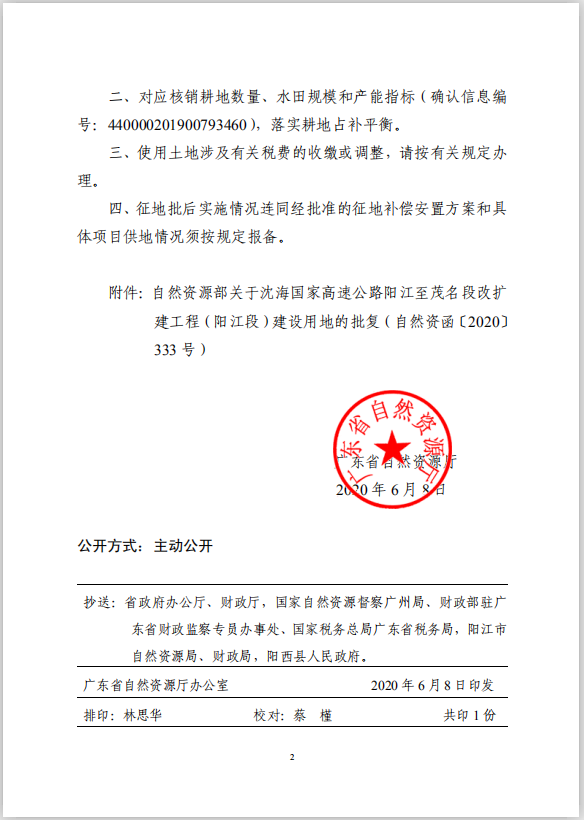 二、对应核销耕地数量、水田规模和产能指标（确认信息编
号：440000201900793460），落实耕地占补平衡。
三、使用土地涉及有关税费的收缴或调整，请按有关规定办
理。
四、征地批后实施情况连同经批准的征地补偿安置方案和具
体项目供地情况须按规定报备。
附件：自然资源部关于沈海国家高速公路阳江至茂名段改扩
建工程（阳江段）建设用地的批复（自然资函〔2020〕
333 号）
广东省自然资源厅
广东省自然资源厅
2020 年 6 月 8 日
公开方式：主动公开
抄送：省政府办公厅、财政厅，国家自然资源督察广州局、财政部驻广
东省财政监察专员办事处、国家税务总局广东省税务局，阳江市
自然资源局、财政局，阳西县人民政府。
广东省自然资源厅办公室 2020 年 6 月 8 日印发
排印：林思华 校对：蔡 槿 共印 1 份
2